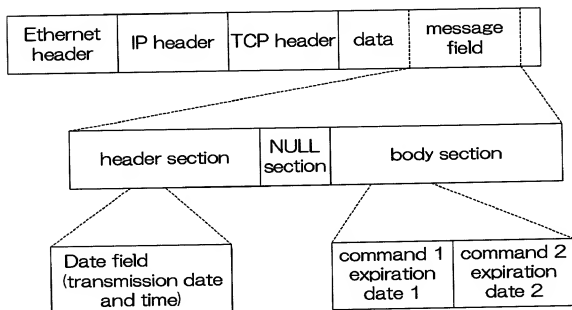 Ethernet header
IP header
TCP header
data
message field
header section
NULL section
body section
Date field
(transmission date
and time)
command 1
expiration
date 1
command 2
expiration
date 2